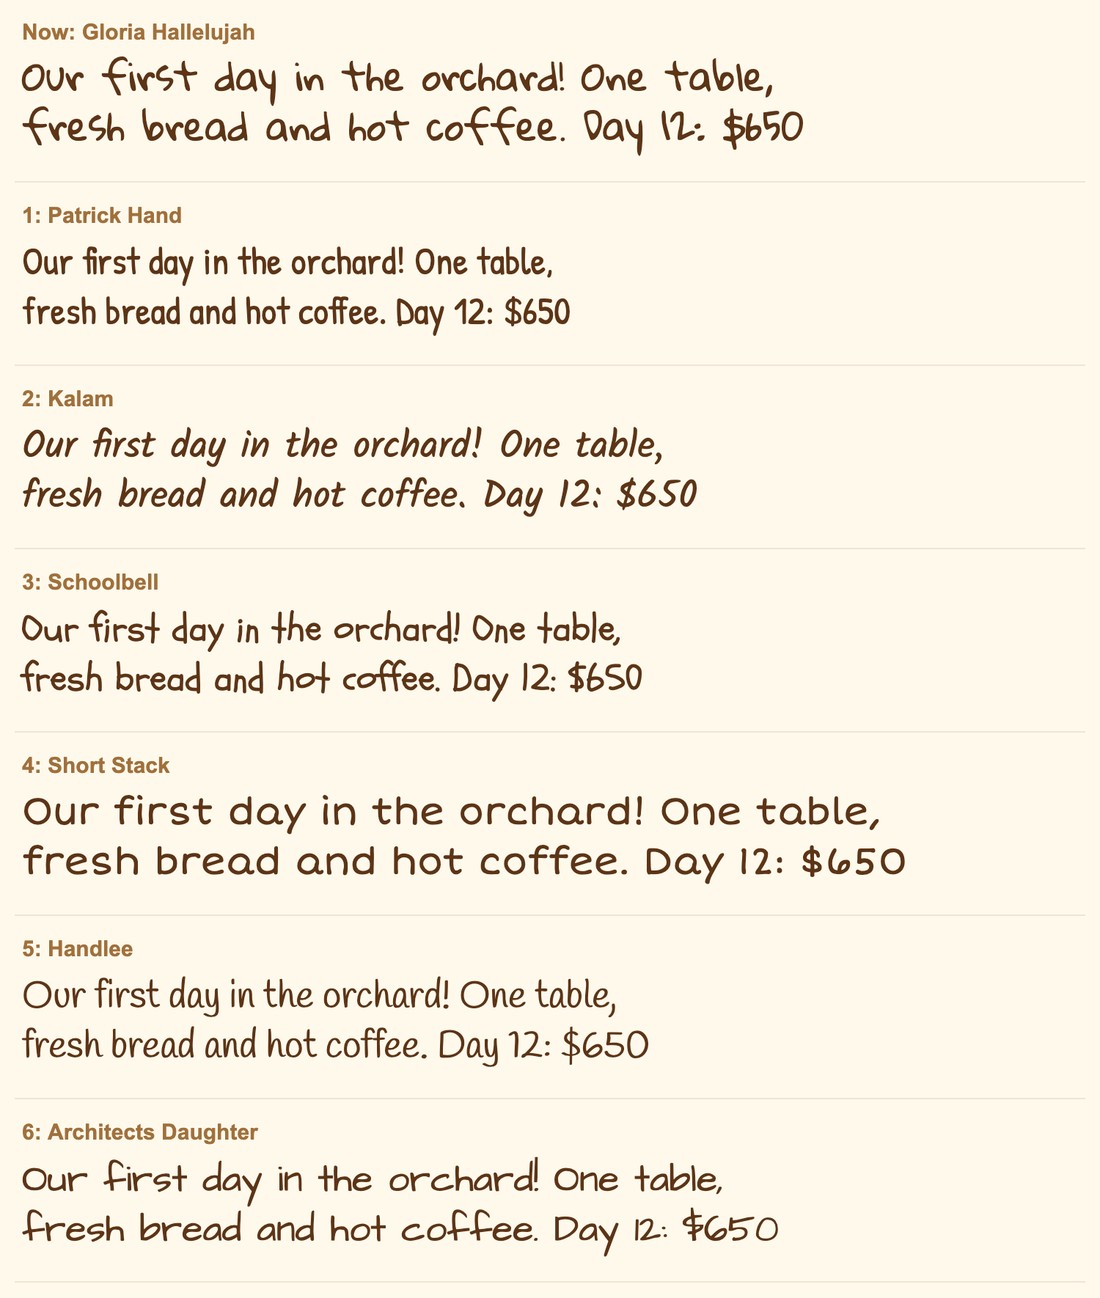 Now: Gloria Hallelujah
Our first day in the orchard! One table,
fresh bread and hot coffee. Day 12: $650
1: Patrick Hand
Our first day in the orchard! One table,
fresh bread and hot coffee. Day 12: $650
2: Kalam
Our first day in the orchard! One table,
fresh bread and hot coffee. Day 12: $650
3: Schoolbell
Our first day in the orchard! One table,
fresh bread and hot coffee. Day 12: $650
4: Short Stack
Our first day in the orchard! One table,
fresh bread and hot coffee. Day 12: $650
5: Handlee
Our first day in the orchard! One table,
fresh bread and hot coffee. Day 12: $650
6: Architects Daughter
Our first day in the orchard! One table,
fresh bread and hot coffee. Day 12: $650